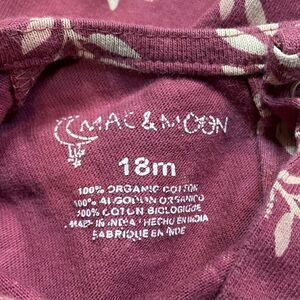 MAC & MOON
18m
100% ORGANIC COTTON
100% ALGODÓN ORGÁNICO
100% COTON BIOLOGIQUE
MADE IN INDIA / HECHO EN INDIA
FABRIQUÉ EN INDE